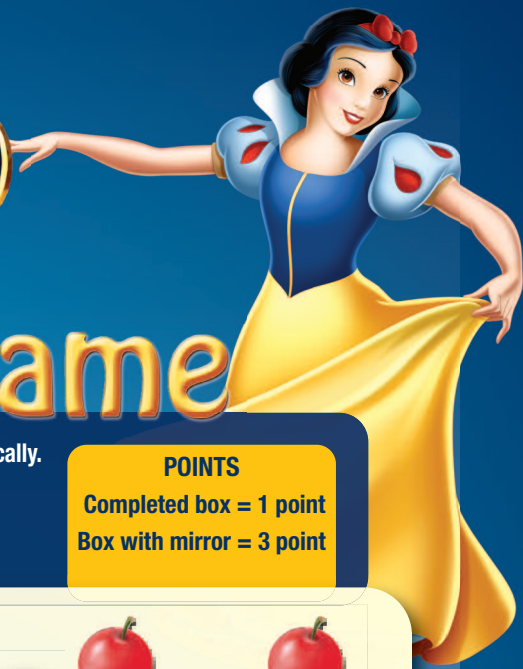 ame
cally.
POINTS
Completed box = 1 point
Box with mirror = 3 point